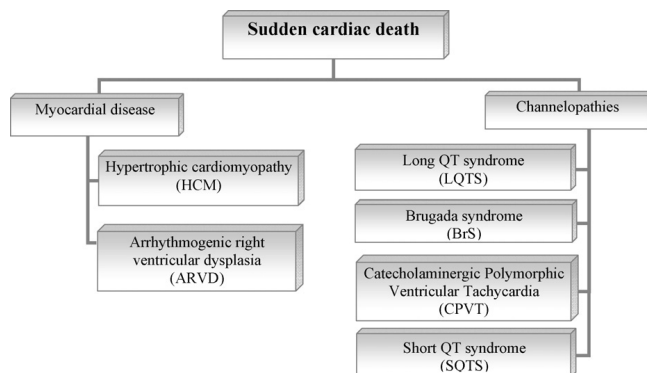 Sudden cardiac death
Myocardial disease
Channelopathies
Hypertrophic cardiomyopathy
(HCM)
Arrhythmogenic right
ventricular dysplasia
(ARVD)
Long QT syndrome
(LQTS)
Brugada syndrome
(BrS)
Catecholaminergic Polymorphic
Ventricular Tachycardia
(CPVT)
Short QT syndrome
(SQTS)